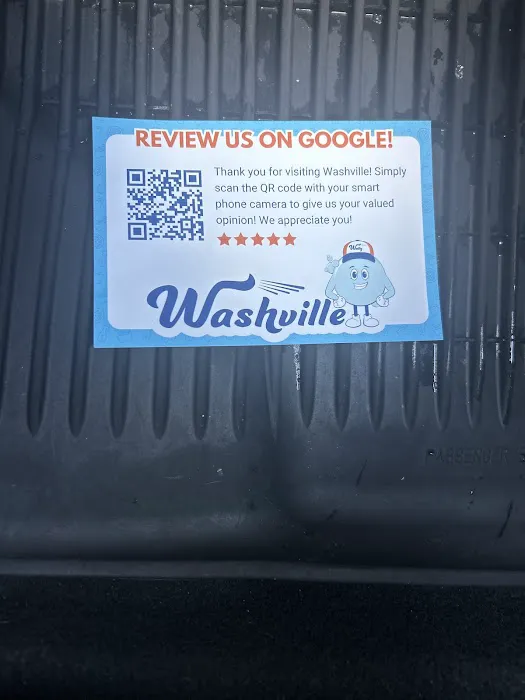 REVIEW US ON GOOGLE!
Thank you for visiting Washville! Simply
scan the QR code with your smart
phone camera to give us your valued
opinion! We appreciate you!
Washville
PASSENGER